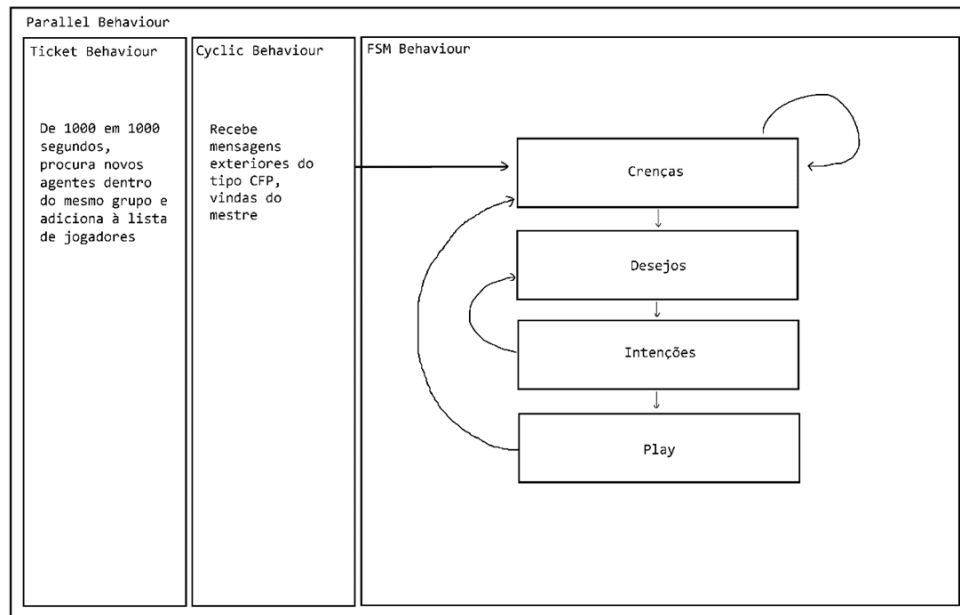 Parallel Behaviour
Ticket Behaviour
De 1000 em 1000
segundos,
procura novos
agentes dentro
do mesmo grupo e
adiciona à lista
de jogadores
Cyclic Behaviour
Recebe
mensagens
exteriores do
tipo CFP,
vindas do
mestre
FSM Behaviour
Crenças
Desejos
Intenções
Play